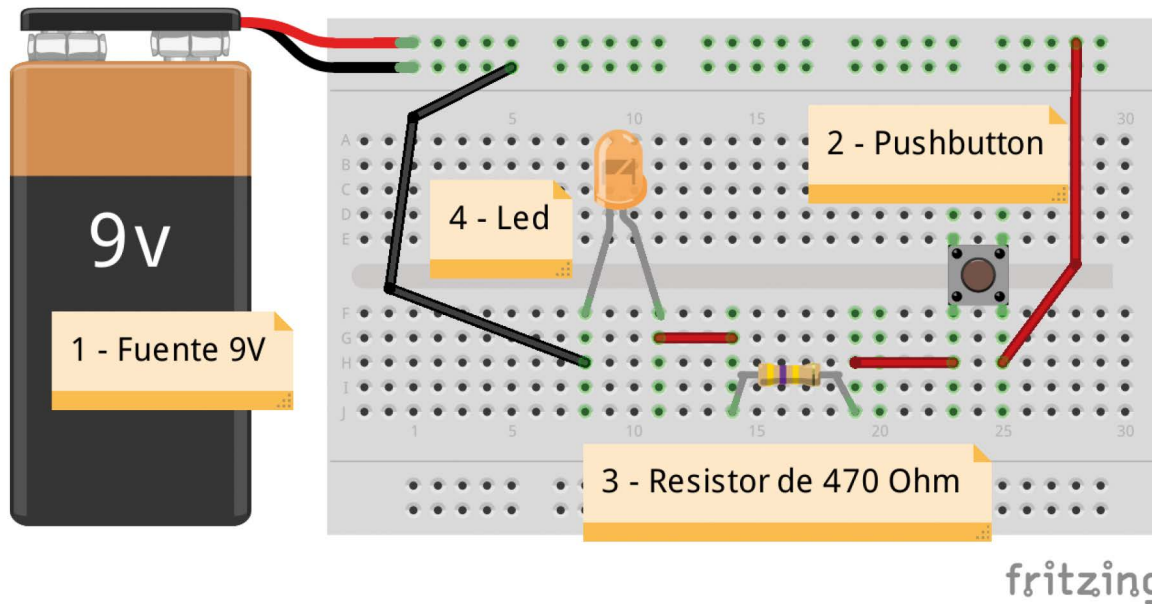 9v
1 - Fuente 9V
2 - Pushbutton
4 - Led
3 - Resistor de 470 Ohm
5 10 15 30
A
B
C
D
E
F
G
H
I
J
1 5 10 15 20 25 30
fritzing